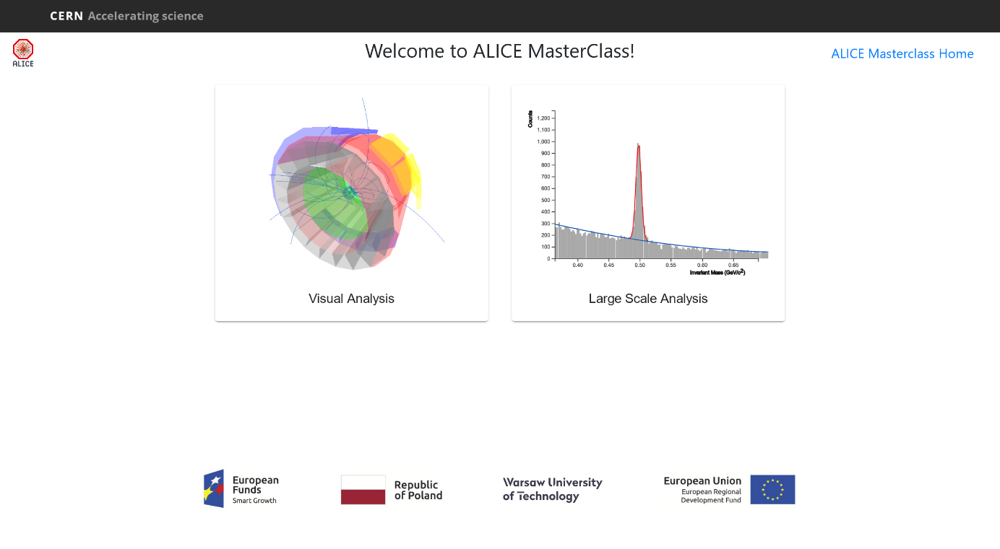 CERN Accelerating science
ALICE
Welcome to ALICE MasterClass!
ALICE Masterclass Home
Visual Analysis
Counts
1,200
1,100
1,000
900
800
700
600
500
400
300
200
100
0
0.40 0.45 0.50 0.55 0.60 0.65
Invariant Mass (GeV/c²)
Large Scale Analysis
European
Funds
Smart Growth
Republic
of Poland
Warsaw University
of Technology
European Union
European Regional
Development Fund